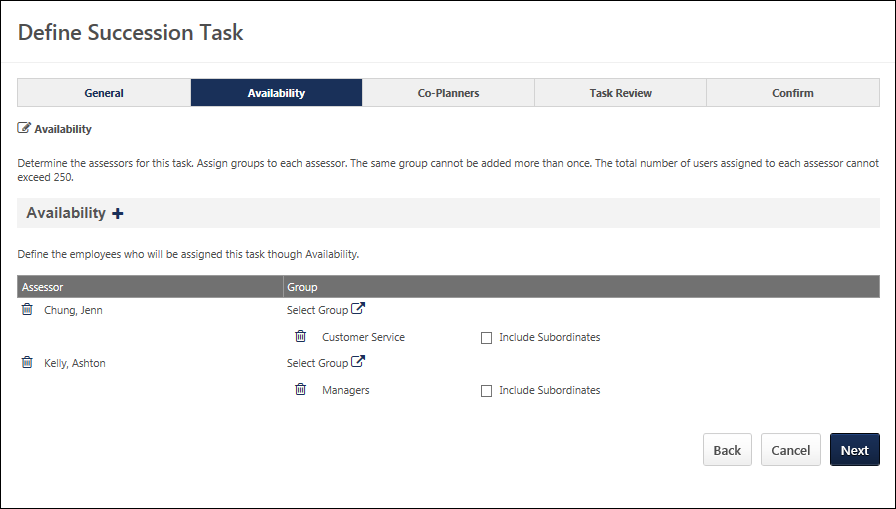 Define Succession Task
General Availability Co-Planners Task Review Confirm
Availability
Determine the assessors for this task. Assign groups to each assessor. The same group cannot be added more than once. The total number of users assigned to each assessor cannot
exceed 250.
Availability +
Define the employees who will be assigned this task though Availability.
Assessor Group
Chung, Jenn Select Group
Customer Service Include Subordinates
Kelly, Ashton Select Group
Managers Include Subordinates
Back Cancel Next